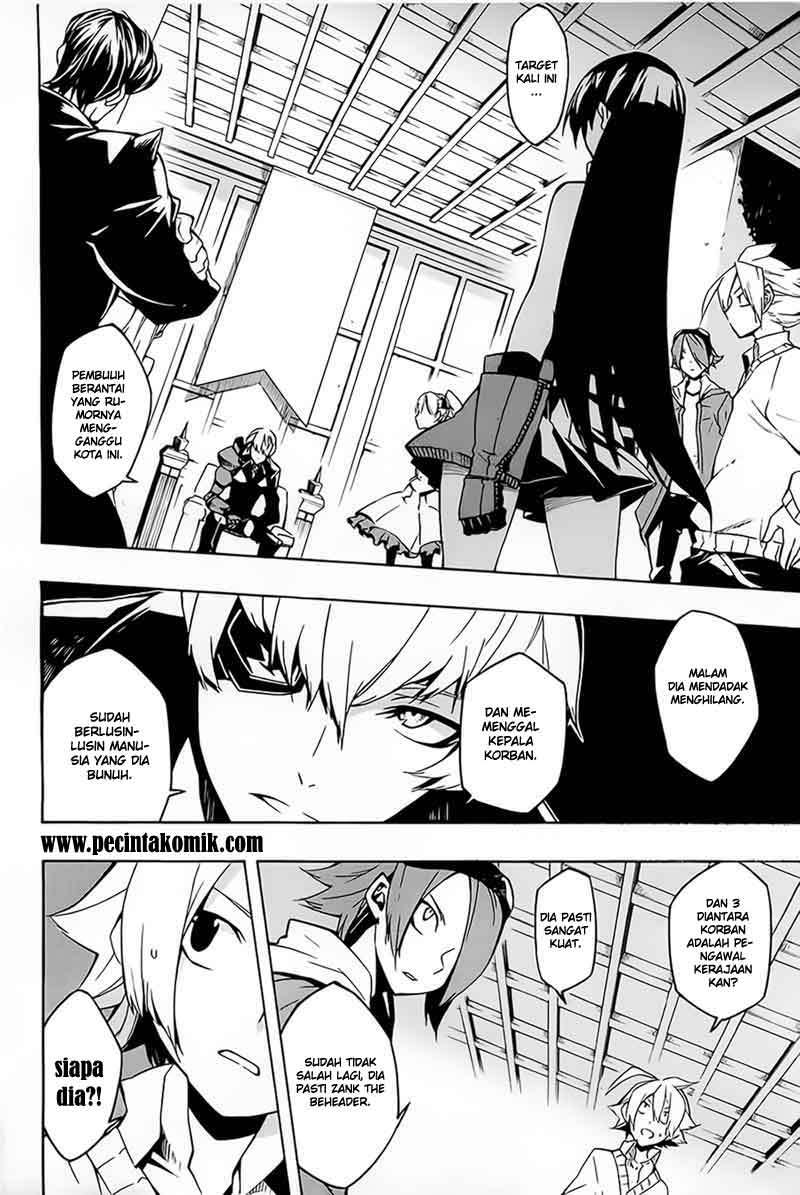 TARGET
KALI INI
...
PEMBUUH
BERANTAI
YANG RU-
MORNYA
MENG-
GANGGU
KOTA INI.
MALAM
DIA MENDADAK
MENGHILANG.
DAN ME-
MENGGAL
KEPALA
KORBAN.
SUDAH
BERLUSIN-
LUSIN MANU-
SIA YANG DIA
BUNUH.
www.pecintakomik.com
DAN 3
DIANTARA
KORBAN
ADALAH PE-
NGAWAL
KERAJAAN
KAN?
DIA PASTI
SANGAT
KUAT.
SUDAH TIDAK
SALAH LAGI, DIA
PASTI ZANK THE
BEHEADER.
siapa
dia?!